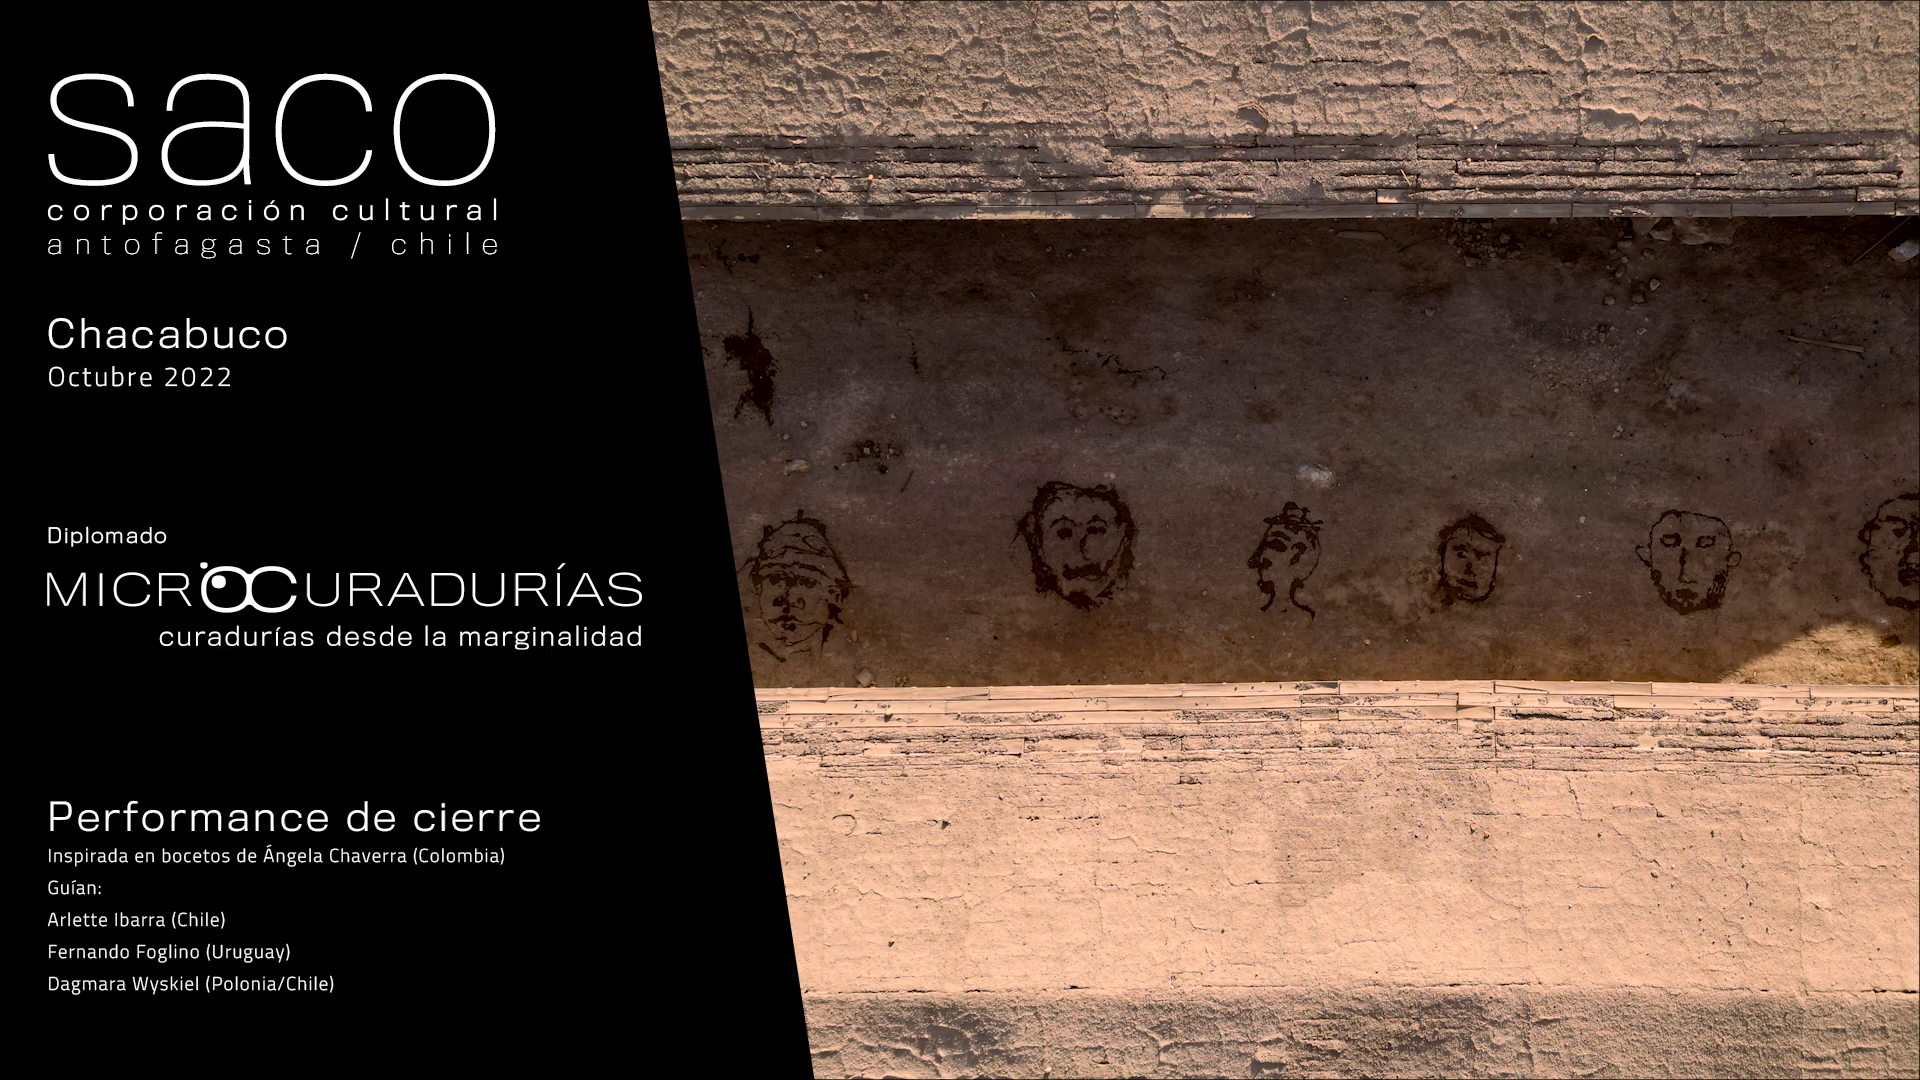 saco
corporación cultural
antofagasta / chile
Chacabuco
Octubre 2022
Diplomado
MICROCURADURÍAS
curadurías desde la marginalidad
Performance de cierre
Inspirada en bocetos de Ángela Chaverra (Colombia)
Guían:
Arlette Ibarra (Chile)
Fernando Foglino (Uruguay)
Dagmara Wyskiel (Polonia/Chile)